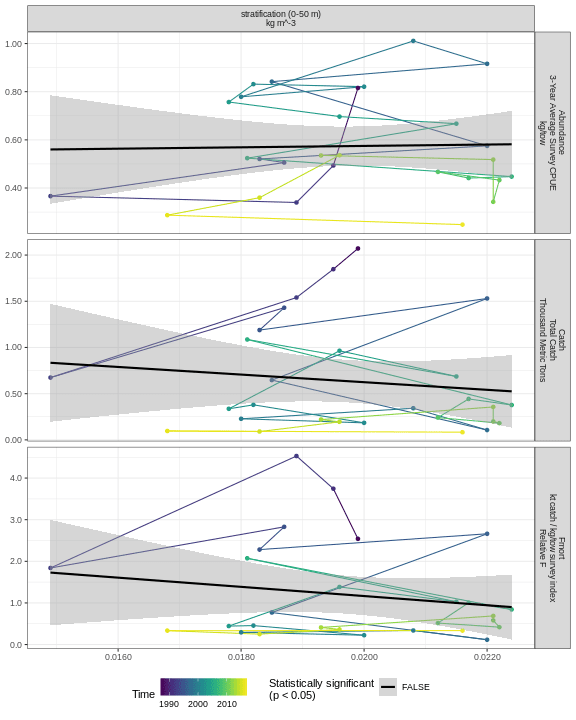 stratification (0-50 m)
kg m^-3
1.00
0.80
0.60
0.40
Abundance
3-Year Average Survey CPUE
kg/tow
2.00
1.50
1.00
0.50
0.00
Catch
Total Catch
Thousand Metric Tons
4.0
3.0
2.0
1.0
0.0
Fmort
kt catch / kg/tow survey index
Relative F
0.0160 0.0180 0.0200 0.0220
Time
1990 2000 2010
Statistically significant
(p < 0.05)
FALSE